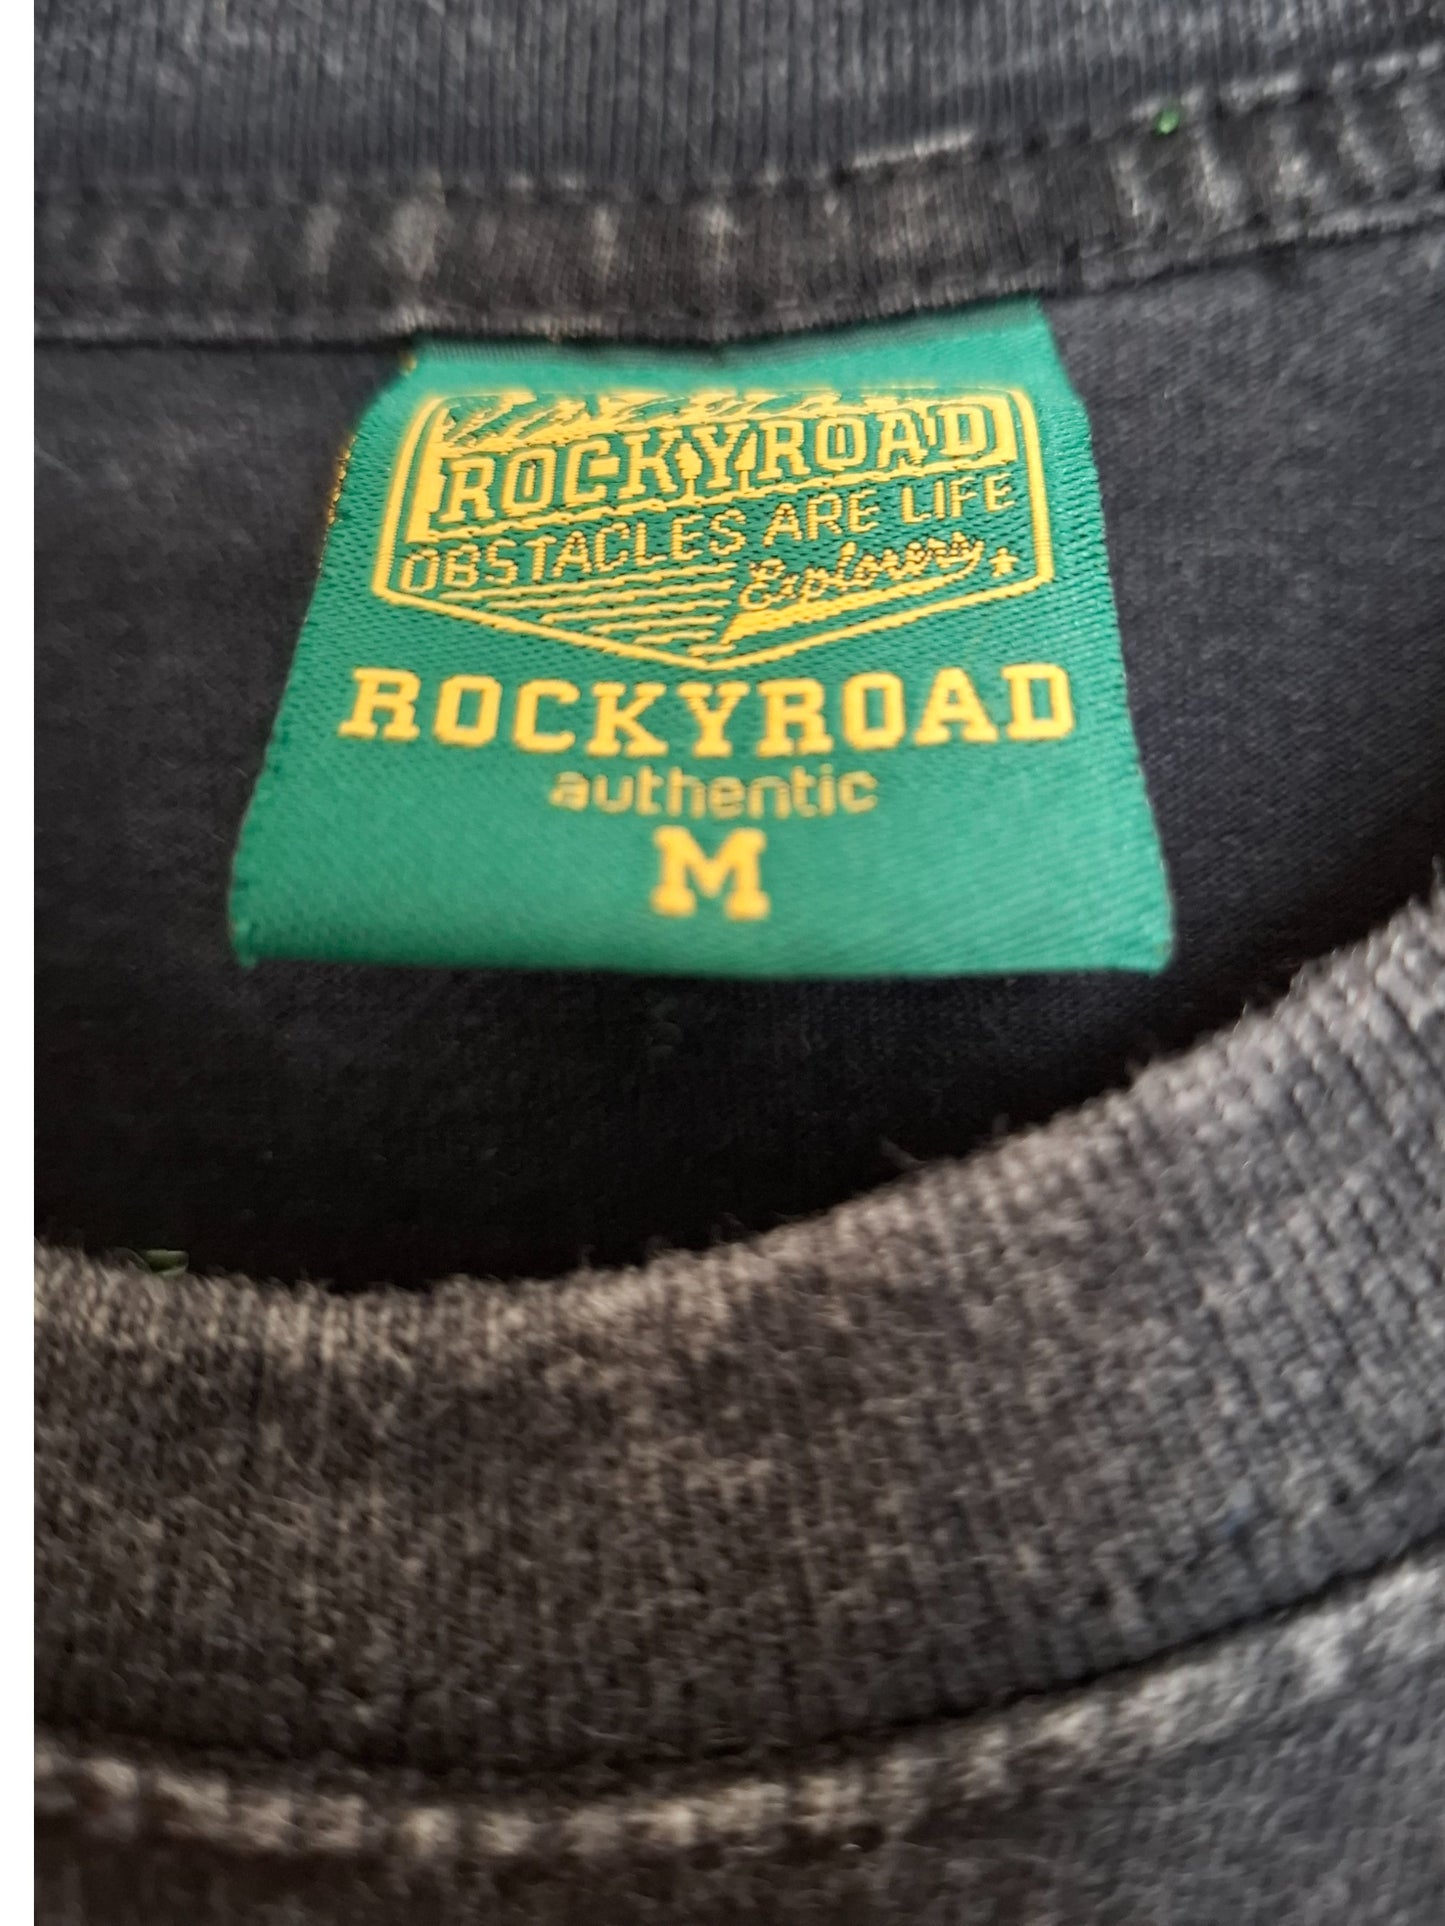 ROCKYROAD
OBSTACLES ARE LIFE
Explorers
ROCKYROAD
authentic
M